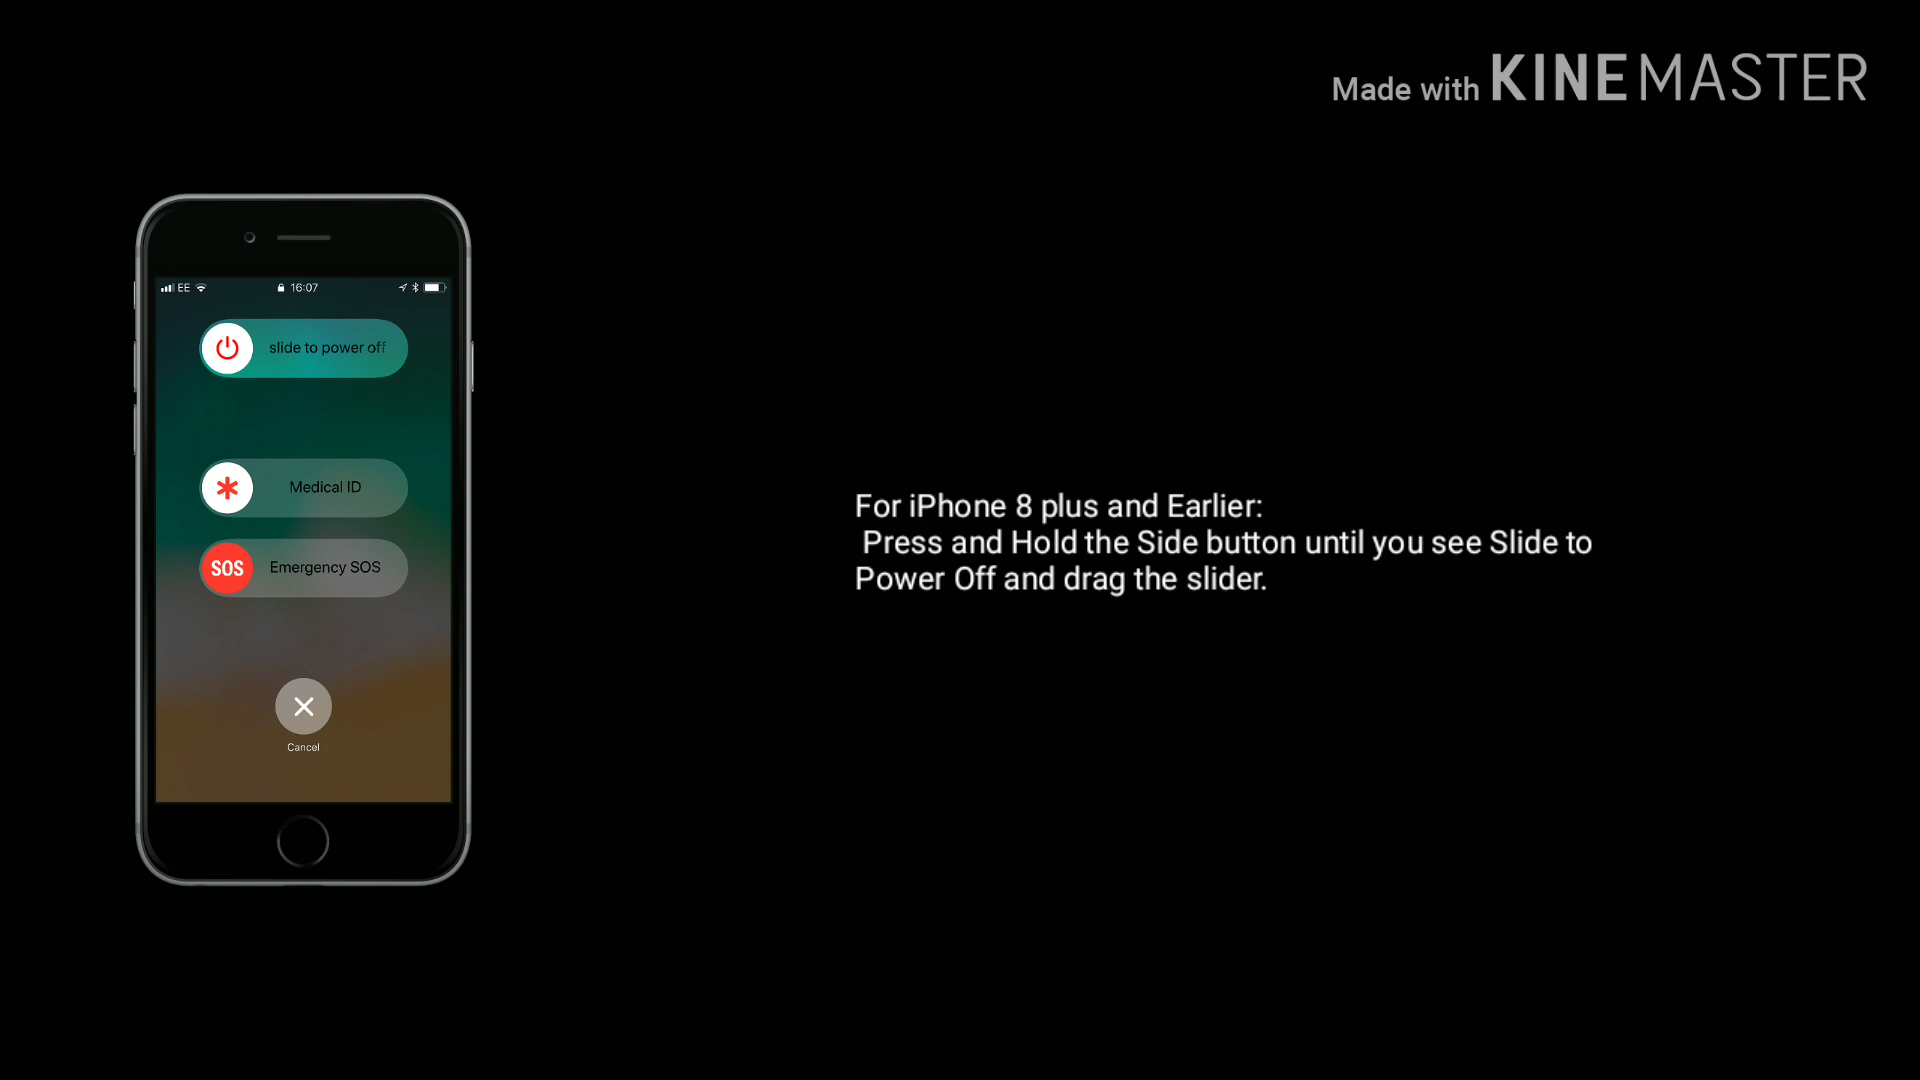 Made with KINEMASTER
EE 16:07
slide to power off
Medical ID
SOS Emergency SOS
Cancel
For iPhone 8 plus and Earlier:
Press and Hold the Side button until you see Slide to
Power Off and drag the slider.